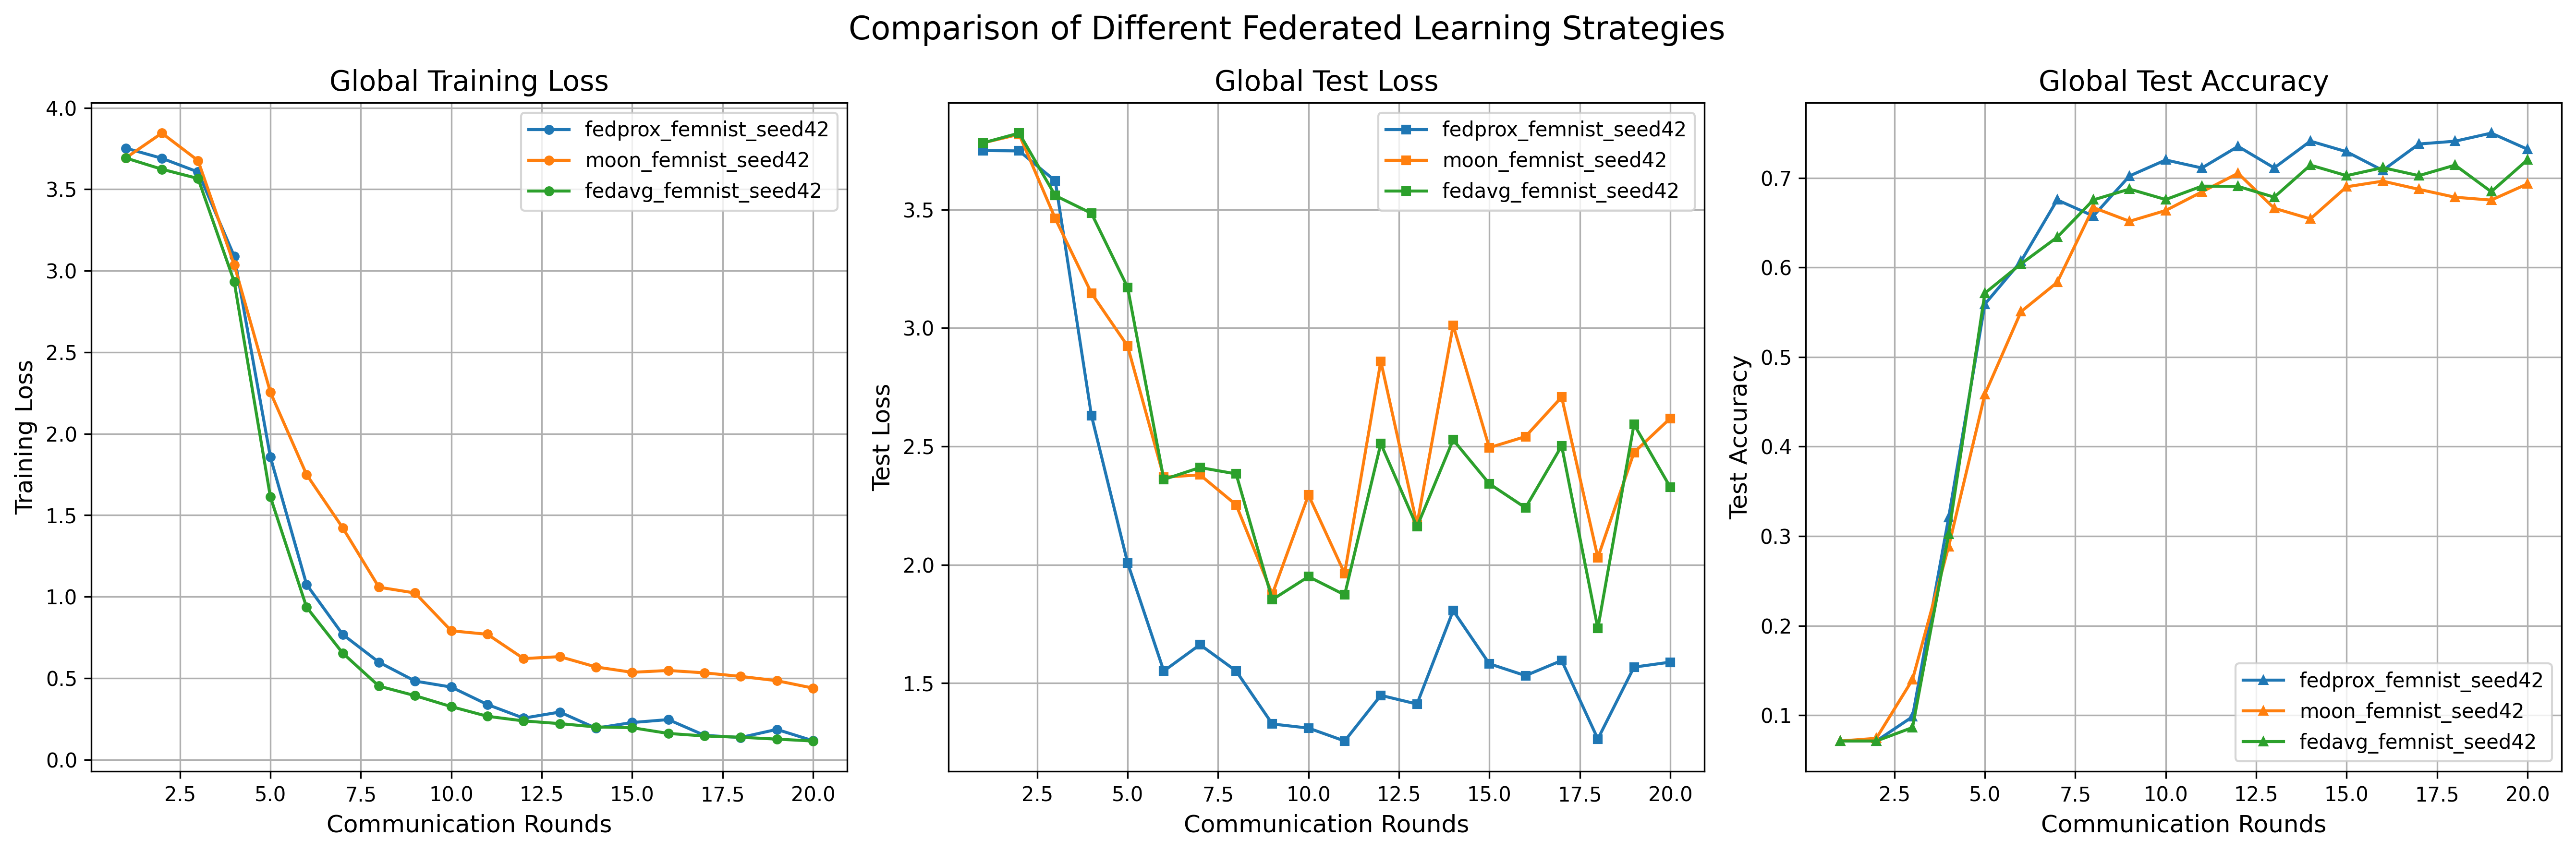 Comparison of Different Federated Learning Strategies
Global Training Loss
4.0
3.5
3.0
2.5
2.0
1.5
1.0
0.5
0.0
Training Loss
fedprox_femnist_seed42
moon_femnist_seed42
fedavg_femnist_seed42
2.5 5.0 7.5 10.0 12.5 15.0 17.5 20.0
Communication Rounds
Global Test Loss
3.5
3.0
2.5
2.0
1.5
Test Loss
fedprox_femnist_seed42
moon_femnist_seed42
fedavg_femnist_seed42
2.5 5.0 7.5 10.0 12.5 15.0 17.5 20.0
Communication Rounds
Global Test Accuracy
0.7
0.6
0.5
0.4
0.3
0.2
0.1
Test Accuracy
fedprox_femnist_seed42
moon_femnist_seed42
fedavg_femnist_seed42
2.5 5.0 7.5 10.0 12.5 15.0 17.5 20.0
Communication Rounds